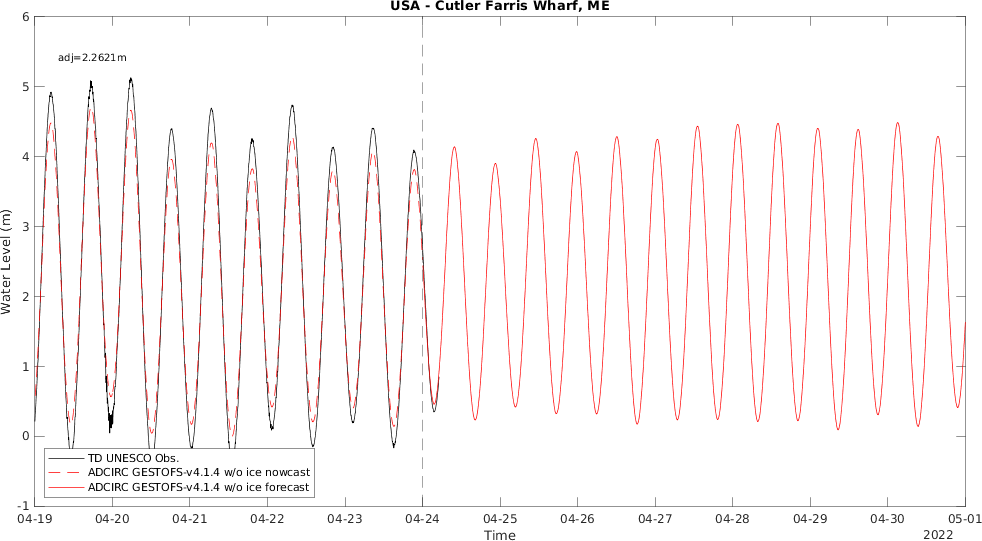 USA - Cutler Farris Wharf, ME
adj=2.2621m
6
5
4
3
2
1
0
-1
Water Level (m)
TD UNESCO Obs.
ADCIRC GESTOFS-v4.1.4 w/o ice nowcast
ADCIRC GESTOFS-v4.1.4 w/o ice forecast
04-19 04-20 04-21 04-22 04-23 04-24 04-25 04-26 04-27 04-28 04-29 04-30 05-01
Time
2022